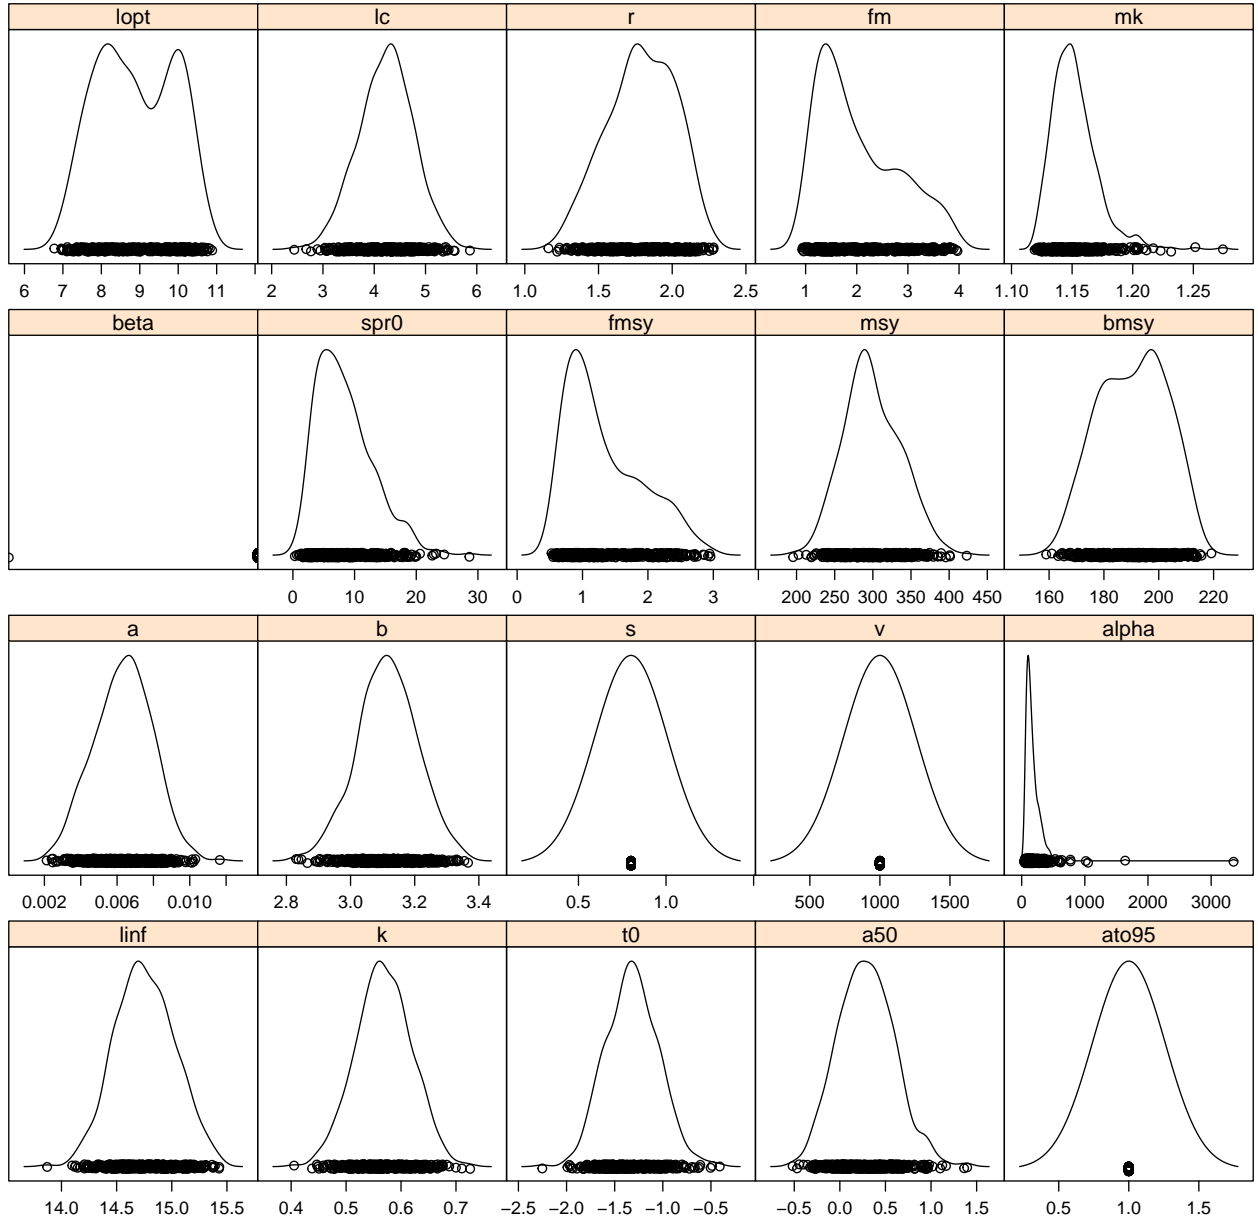 lopt lc r fm mk
6 7 8 9 10 11 2 3 4 5 6 1.0 1.5 2.0 2.5 1 2 3 4 1.10 1.15 1.20 1.25
beta spr0 fmsy msy bmsy
0 10 20 30 0 1 2 3 200 250 300 350 400 450 160 180 200 220
a b s v alpha
0.002 0.006 0.010 2.8 3.0 3.2 3.4 0.5 1.0 500 1000 1500 0 1000 2000 3000
linf k t0 a50 ato95
14.0 14.5 15.0 15.5 0.4 0.5 0.6 0.7 −2.5 −2.0 −1.5 −1.0 −0.5 −0.5 0.0 0.5 1.0 1.5 0.5 1.0 1.5